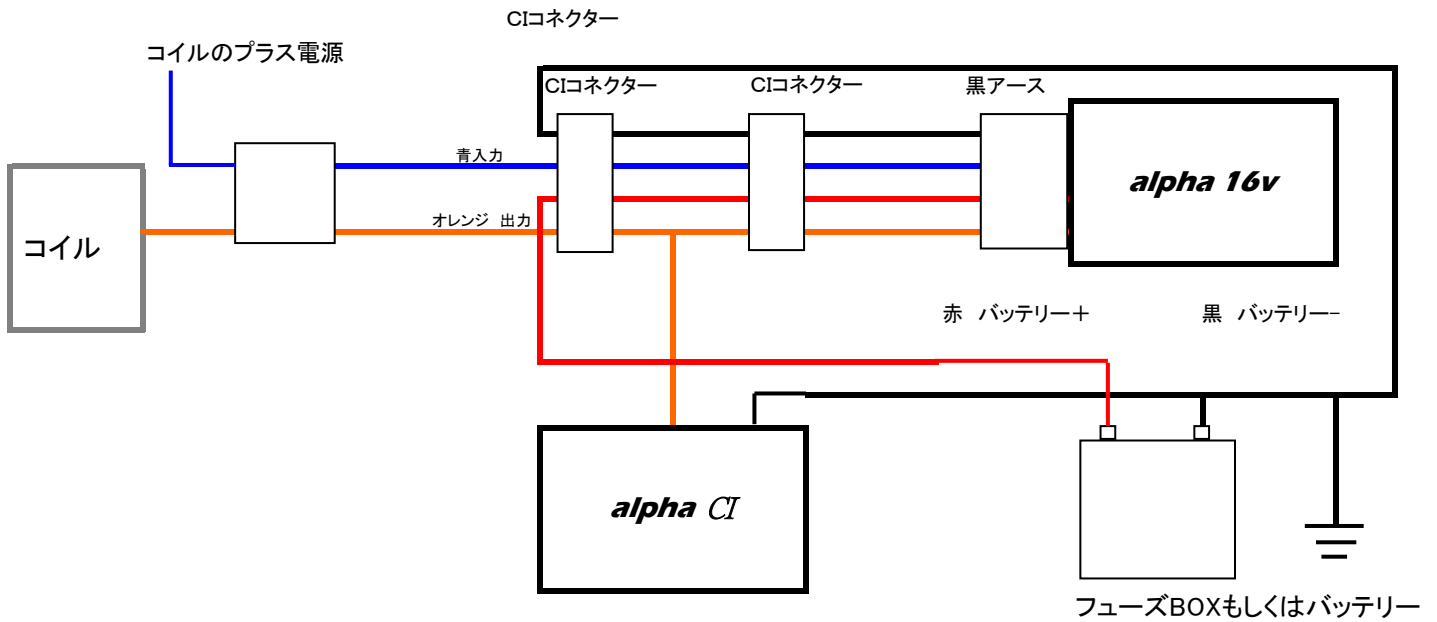 CIコネクター
コイルのプラス電源
CIコネクター
CIコネクター
黒アース
青入力
alpha 16v
オレンジ 出力
コイル
赤 バッテリー＋
黒 バッテリー−
alpha CI
フューズBOXもしくはバッテリー